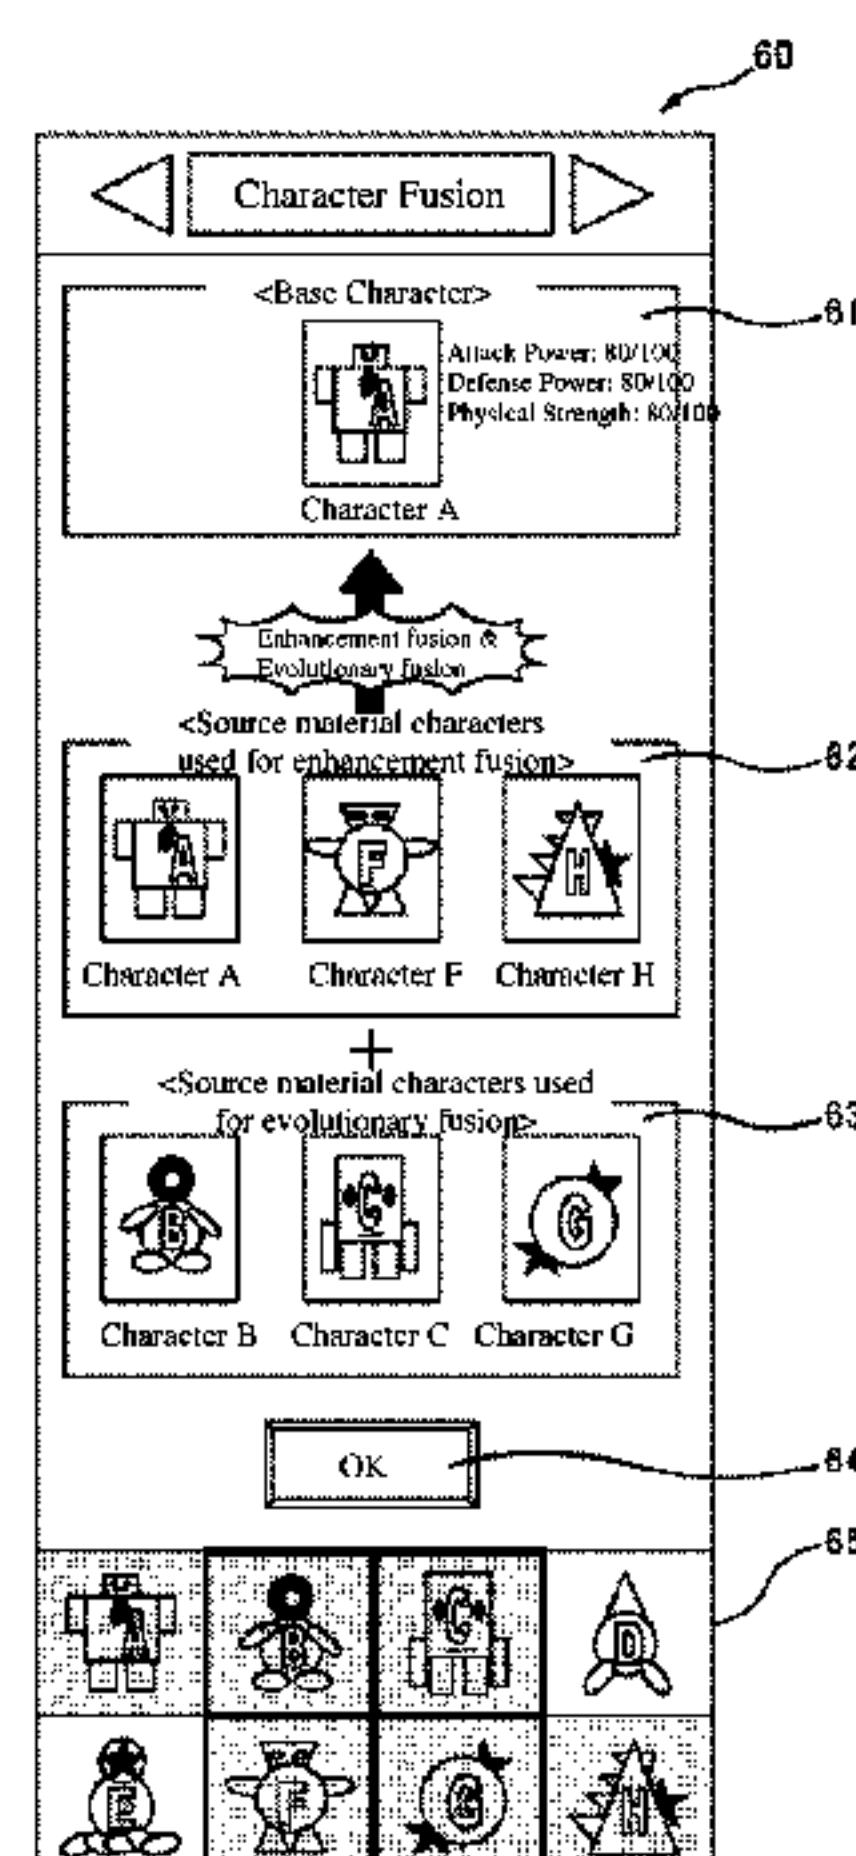 60
Character Fusion
<Base Character>
61
Attack Power: 80/100
Defense Power: 80/100
Physical Strength: 80/100
A
Character A
Enhancement fusion &
Evolutionary fusion
<Source material characters
used for enhancement fusion>
62
A F H
Character A Character F Character H
+
<Source material characters used
for evolutionary fusion>
63
B C G
Character B Character C Character G
OK
64
65
A B C D
E F G H